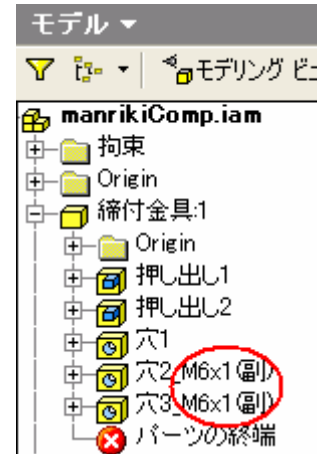 モデル
モデリング ビュ
manrikiComp.iam
拘束
Origin
締付金具:1
Origin
押し出し1
押し出し2
穴1
穴2_M6x1(副)
穴3_M6x1(副)
パーツの終端